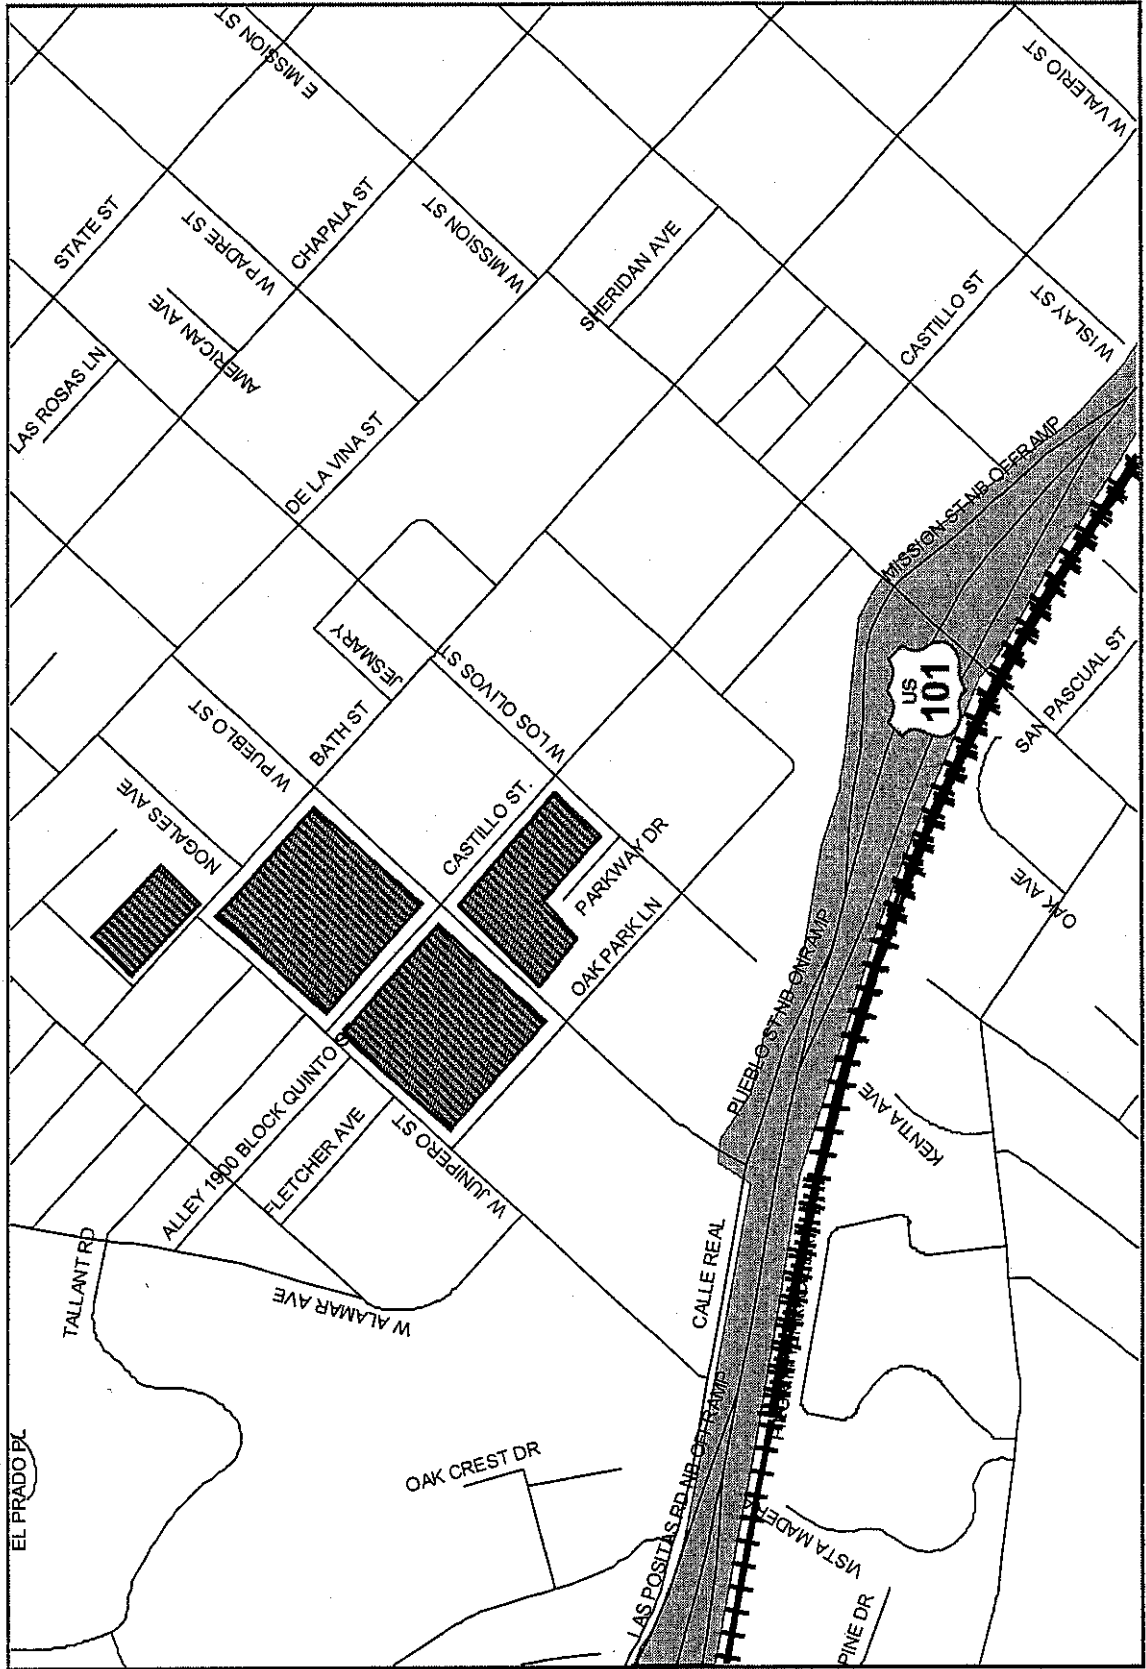 E MISSION ST
W VALERIO ST
STATE ST
W PADRE ST
CHAPALA ST
W MISSION ST
AMERICAN AVE
SHERIDAN AVE
LAS ROSAS LN
CASTILLO ST
W ISLAY ST
DE LA VINA ST
MISSION ST NB OFFRAMP
JESMARY
W LOS OLIVOS ST
US
101
SAN PASCUAL ST
BATH ST
W PUEBLO ST
NOGALES AVE
CASTILLO ST.
PARKWAY DR
OAK PARK LN
OAK AVE
PUEBLO ST NB ONRAMP
ALLEY 1900 BLOCK QUINTO
FLETCHER AVE
W JUNIPERO ST
KENTIA AVE
TALLANT RD
W ALAMAR AVE
CALLE REAL
EL PRADO PL
OAK CREST DR
LAS POSITAS RD NB OFFRAMP
VISTA MADERA
PINE DR